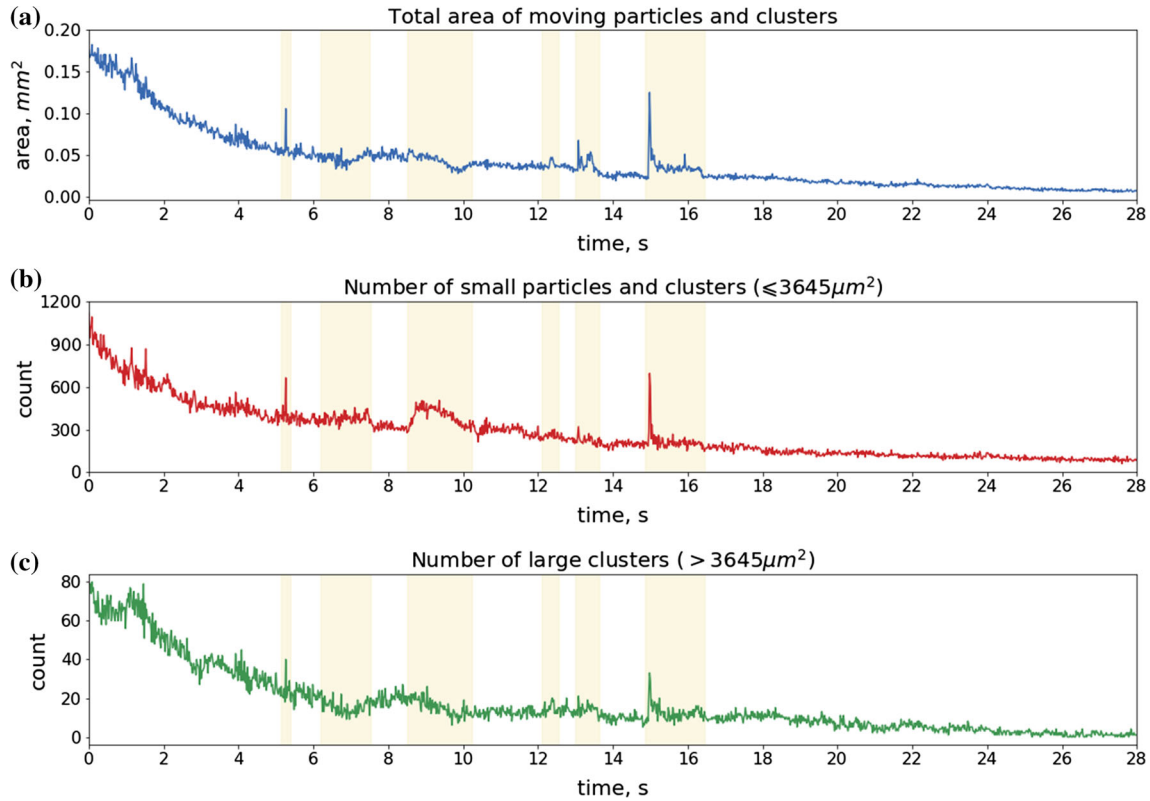 (a)
Total area of moving particles and clusters
area, mm²
0.20
0.15
0.10
0.05
0.00
0 2 4 6 8 10 12 14 16 18 20 22 24 26 28
time, s
(b)
Number of small particles and clusters (⩽3645μm²)
count
1200
900
600
300
0
0 2 4 6 8 10 12 14 16 18 20 22 24 26 28
time, s
(c)
Number of large clusters ( > 3645μm²)
count
80
60
40
20
0
0 2 4 6 8 10 12 14 16 18 20 22 24 26 28
time, s